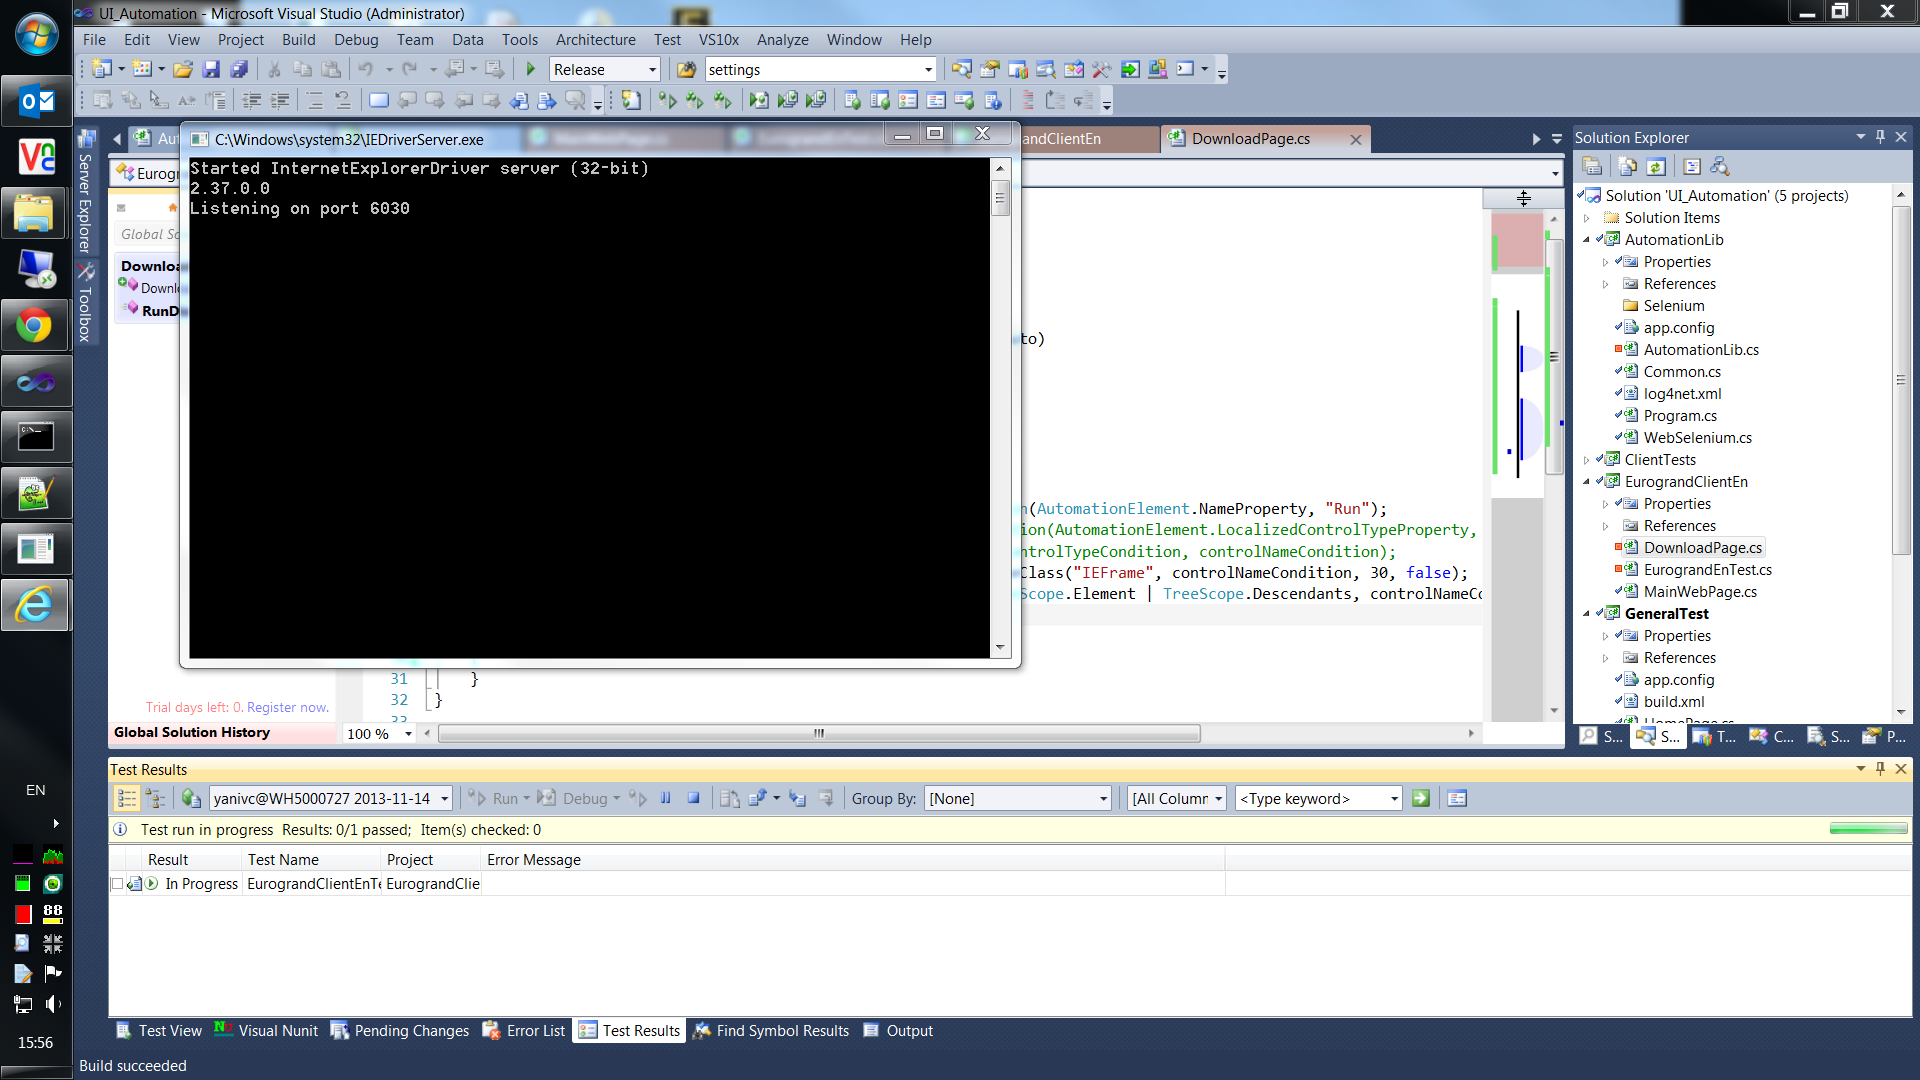 UI_Automation - Microsoft Visual Studio (Administrator)
File Edit View Project Build Debug Team Data Tools Architecture Test VS10x Analyze Window Help
Release
settings
C:\Windows\system32\IEDriverServer.exe
randClientEn
DownloadPage.cs
Started InternetExplorerDriver server (32-bit)
2.37.0.0
Listening on port 6030
Server Explorer
Toolbox
Eurogran
Global So
Downloa
Downl
RunD
to)
n(AutomationElement.NameProperty, "Run");
ion(AutomationElement.LocalizedControlTypeProperty,
ntrolTypeCondition, controlNameCondition);
Class("IEFrame", controlNameCondition, 30, false);
Scope.Element | TreeScope.Descendants, controlNameCo
31 }
32 }
33
Trial days left: 0. Register now.
Global Solution History
100 %
Solution Explorer
Solution 'UI_Automation' (5 projects)
Solution Items
AutomationLib
Properties
References
Selenium
app.config
AutomationLib.cs
Common.cs
log4net.xml
Program.cs
WebSelenium.cs
ClientTests
EurograndClientEn
Properties
References
DownloadPage.cs
EurograndEnTest.cs
MainWebPage.cs
GeneralTest
Properties
References
app.config
build.xml
HomePage.cs
S... S... T... C... S... P...
Test Results
yanivc@WH5000727 2013-11-14 Run Debug Group By: [None] [All Column <Type keyword>
Test run in progress Results: 0/1 passed; Item(s) checked: 0
Result Test Name Project Error Message
In Progress EurograndClientEnTe EurograndClie
Test View Visual Nunit Pending Changes Error List Test Results Find Symbol Results Output
Build succeeded
EN
88
15:56